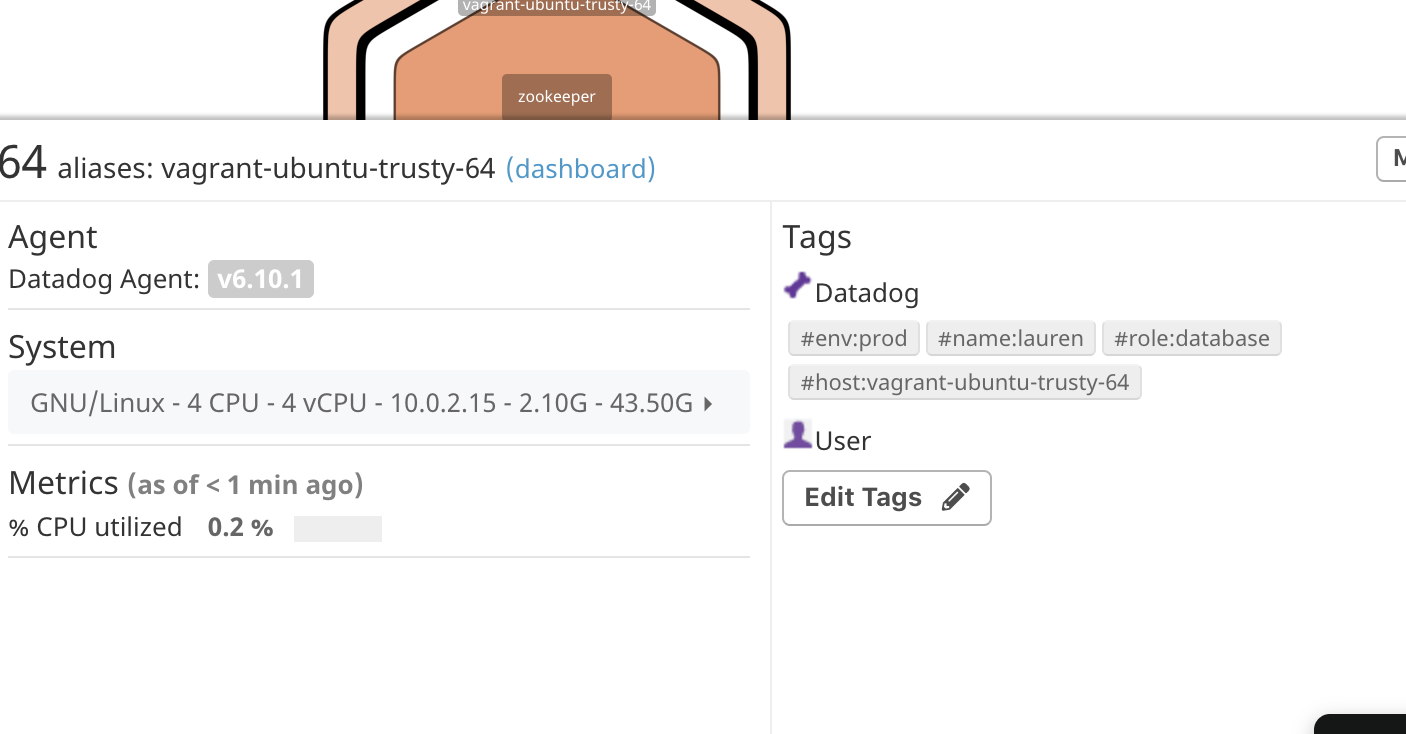 vagrant-ubuntu-trusty-64
zookeeper
64 aliases: vagrant-ubuntu-trusty-64 (dashboard)
M
Agent
Datadog Agent: v6.10.1
System
GNU/Linux - 4 CPU - 4 vCPU - 10.0.2.15 - 2.10G - 43.50G
Metrics (as of < 1 min ago)
% CPU utilized 0.2 %
Tags
Datadog
#env:prod #name:lauren #role:database
#host:vagrant-ubuntu-trusty-64
User
Edit Tags